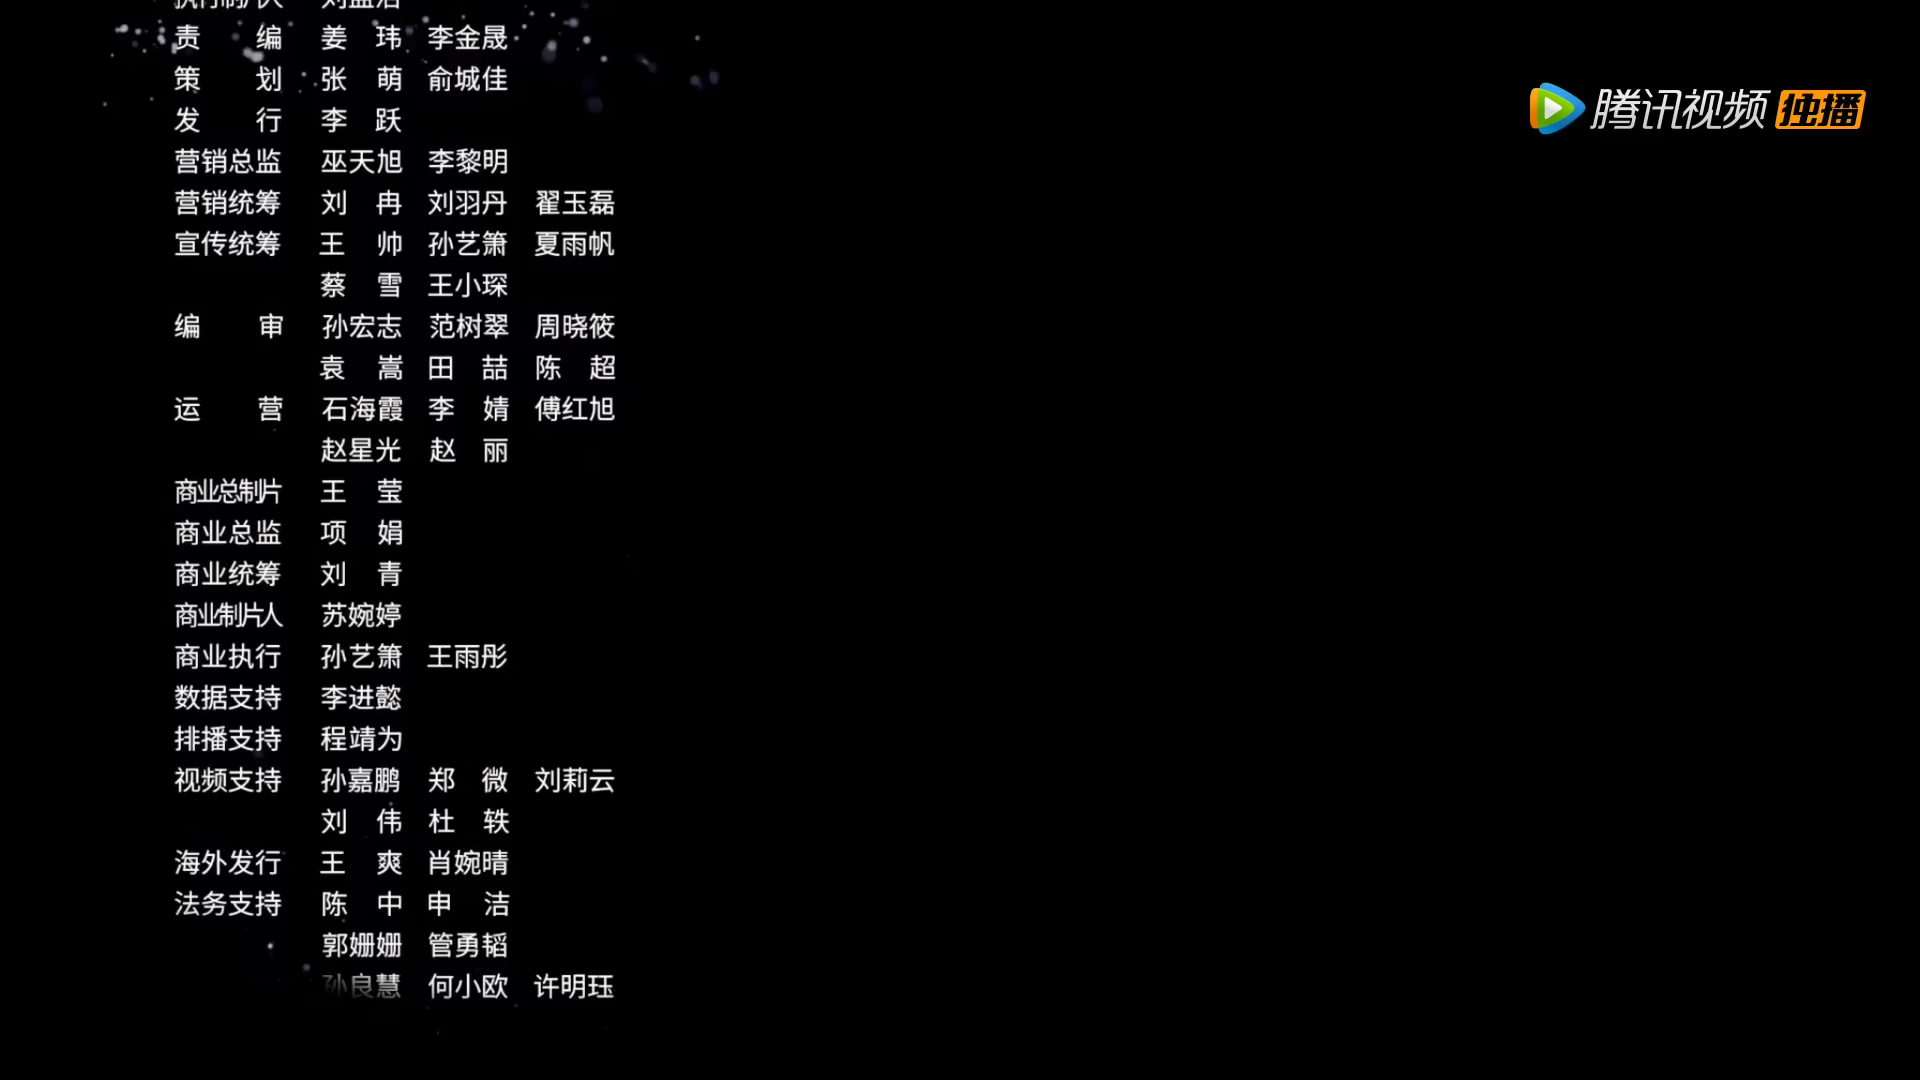 责编 姜玮 李金晟
策划 张萌 俞城佳
发行 李跃
营销总监 巫天旭 李黎明
营销统筹 刘冉 刘羽丹 翟玉磊
宣传统筹 王帅 孙艺箫 夏雨帆
蔡雪 王小琛
编审 孙宏志 范树翠 周晓筱
袁嵩 田喆 陈超
运营 石海霞 李婧 傅红旭
赵星光 赵丽
商业总制片 王莹
商业总监 项娟
商业统筹 刘青
商业制片人 苏婉婷
商业执行 孙艺箫 王雨彤
数据支持 李进懿
排播支持 程靖为
视频支持 孙嘉鹏 郑微 刘莉云
刘伟 杜轶
海外发行 王爽 肖婉晴
法务支持 陈中 申洁
郭姗姗 管勇韬
孙良慧 何小欧 许明珏
腾讯视频 独播